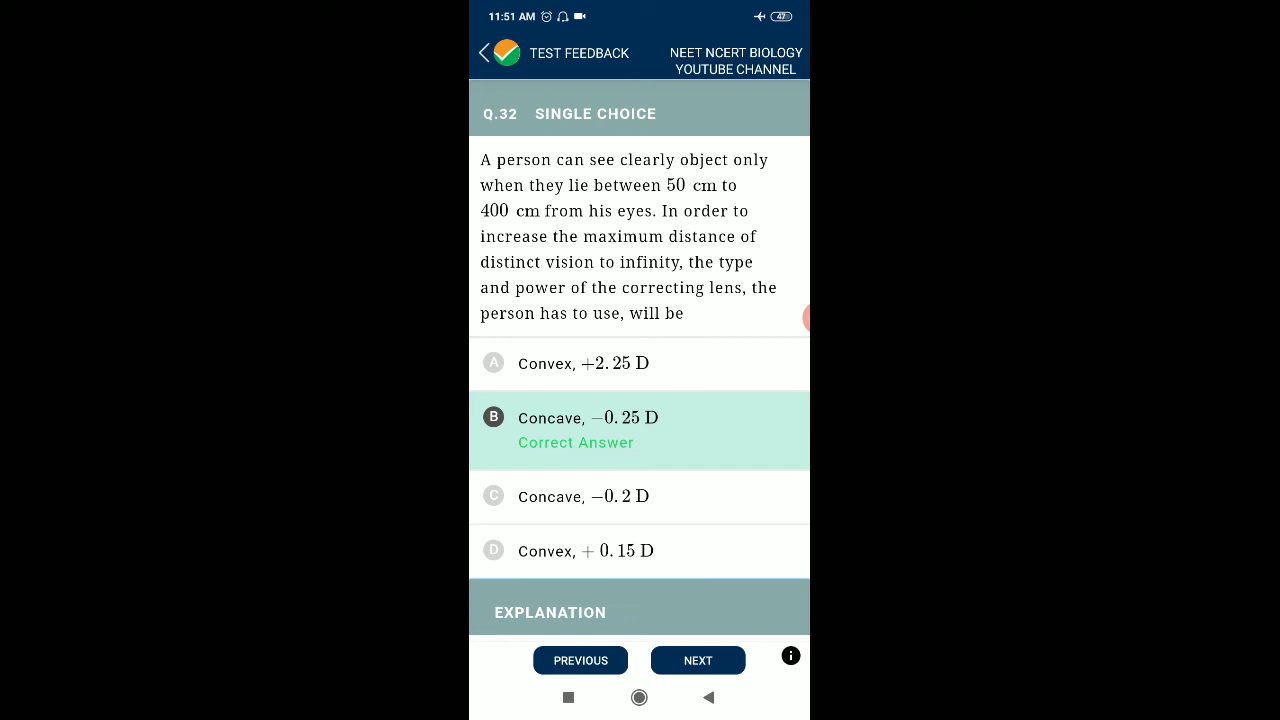 11:51 AM 47
TEST FEEDBACK NEET NCERT BIOLOGY
YOUTUBE CHANNEL
Q.32 SINGLE CHOICE
A person can see clearly object only
when they lie between 50 cm to
400 cm from his eyes. In order to
increase the maximum distance of
distinct vision to infinity, the type
and power of the correcting lens, the
person has to use, will be
A Convex, +2.25 D
B Concave, −0.25 D
Correct Answer
C Concave, −0.2 D
D Convex, + 0.15 D
EXPLANATION
PREVIOUS NEXT i